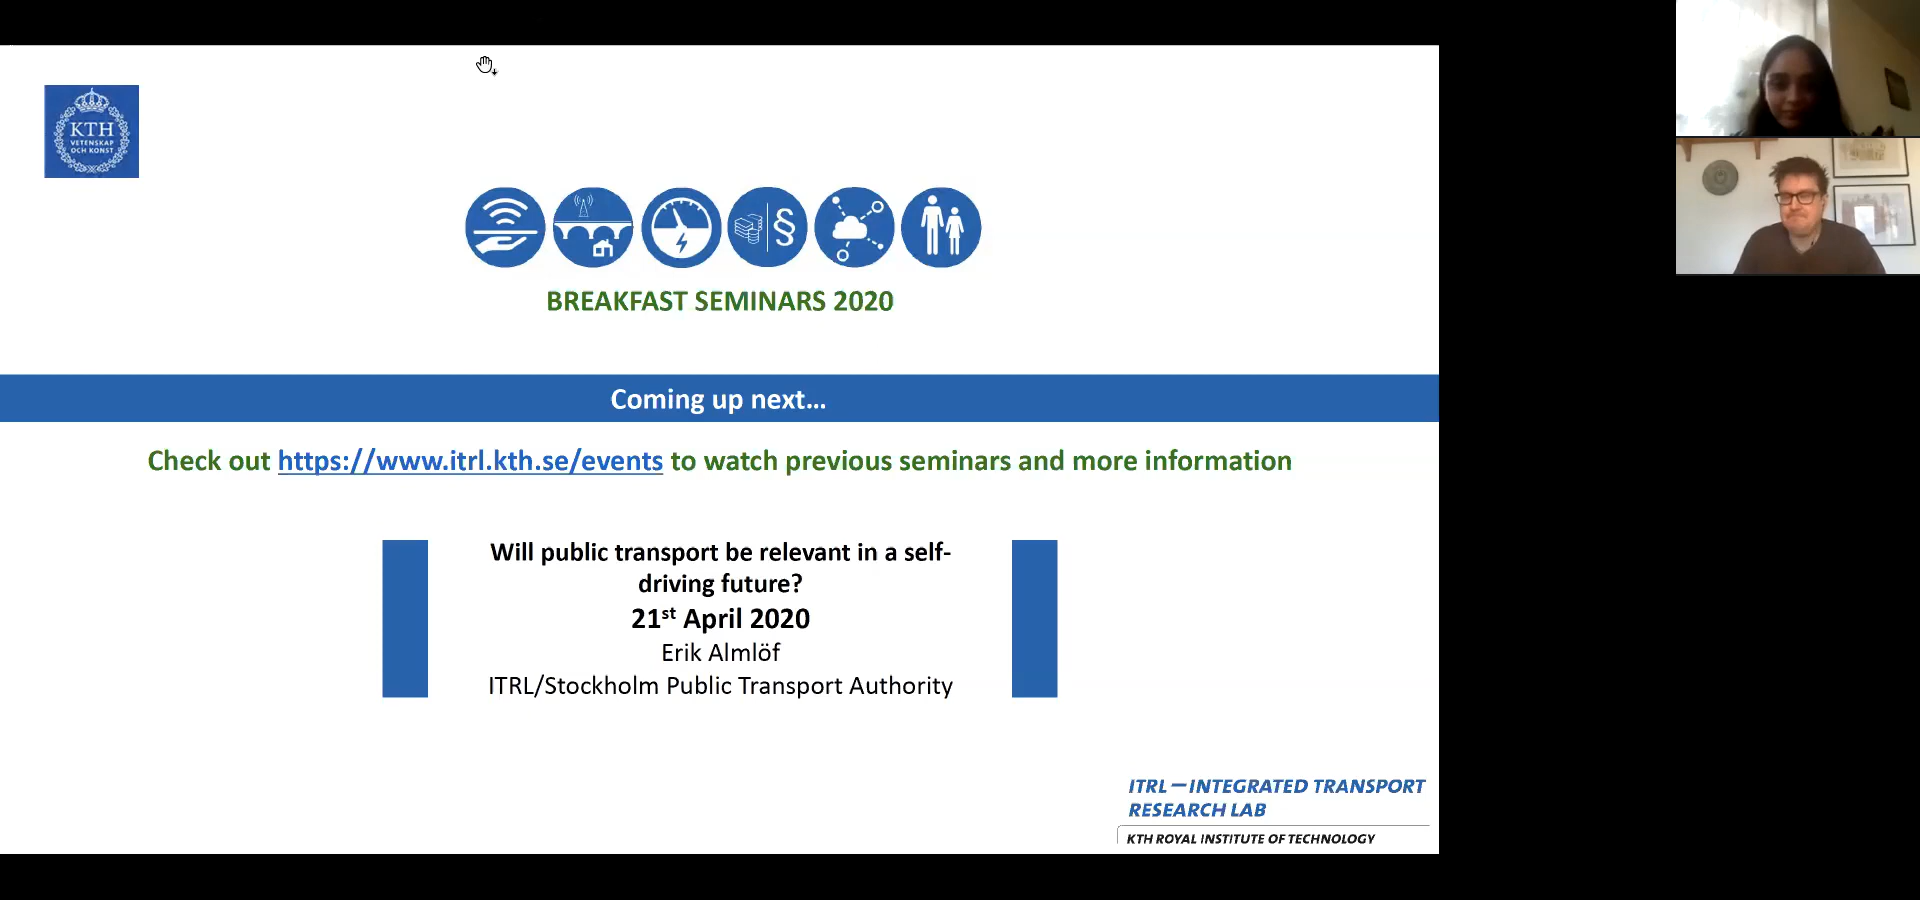 KTH
VETENSKAP
OCH KONST
§
BREAKFAST SEMINARS 2020
Coming up next...
Check out https://www.itrl.kth.se/events to watch previous seminars and more information
Will public transport be relevant in a self-
driving future?
21st April 2020
Erik Almlöf
ITRL/Stockholm Public Transport Authority
ITRL – INTEGRATED TRANSPORT
RESEARCH LAB
KTH ROYAL INSTITUTE OF TECHNOLOGY